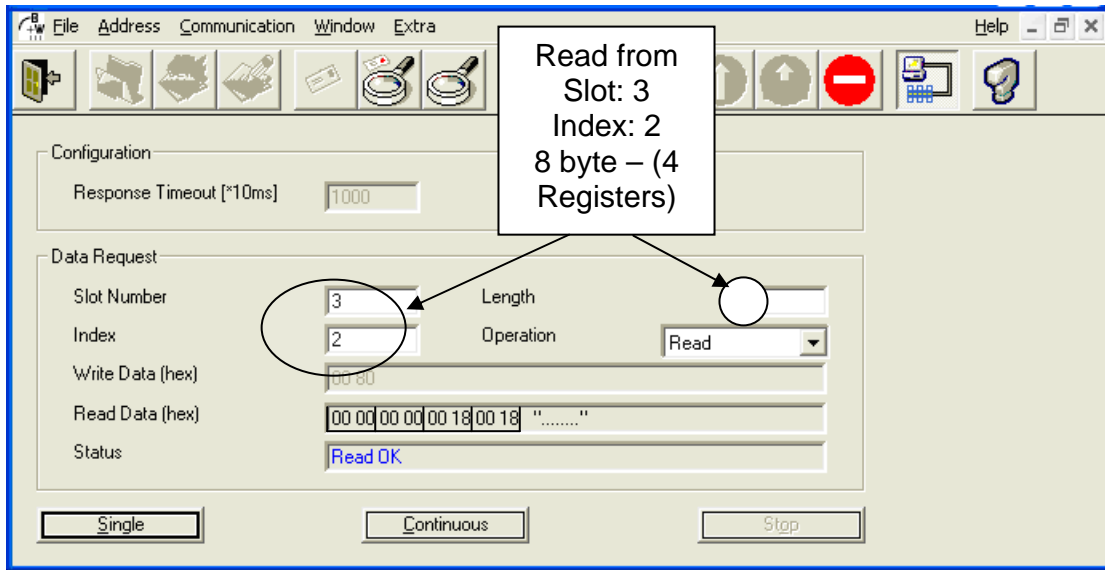 File Address Communication Window Extra Help
Read from
Slot: 3
Index: 2
8 byte – (4
Registers)
Configuration
Response Timeout [*10ms] 1000
Data Request
Slot Number 3 Length
Index 2 Operation Read
Write Data (hex) 00 80
Read Data (hex) 00 00 00 00 00 18 00 18 "........"
Status Read OK
Single Continuous Stop